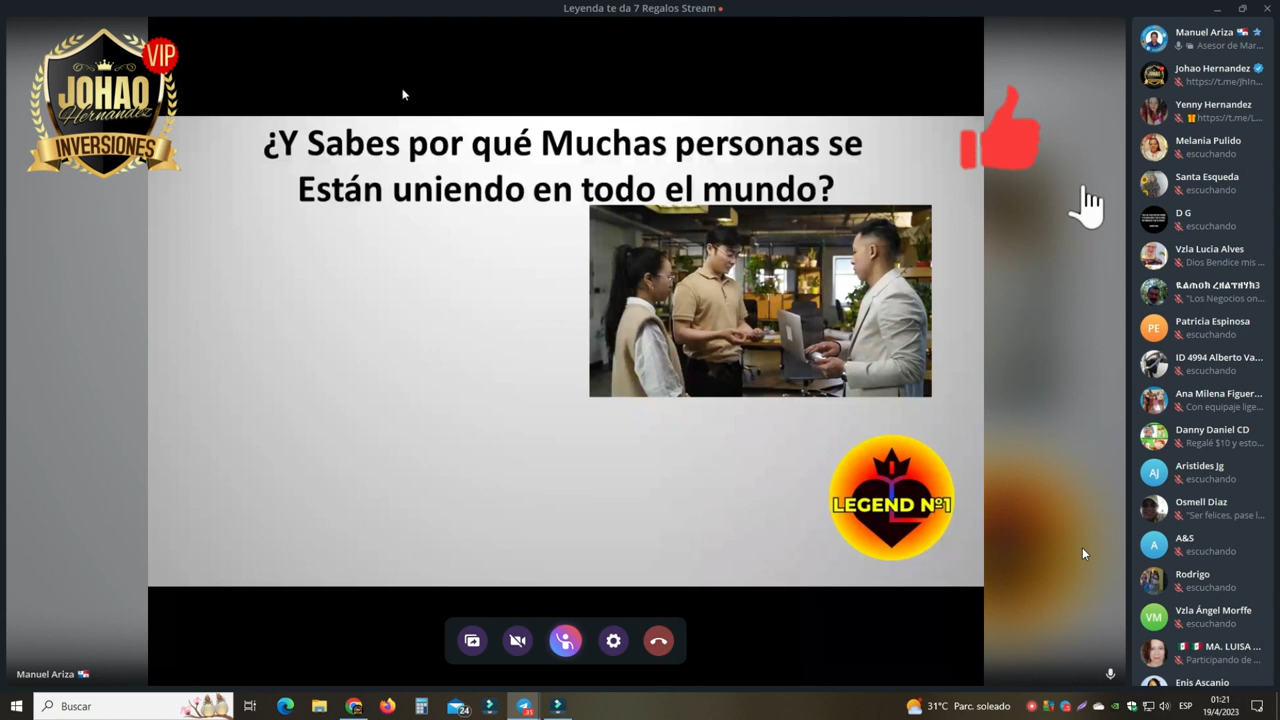 Leyenda te da 7 Regalos Stream
VIP
JOHAO
Hernandez
INVERSIONES
¿Y Sabes por qué Muchas personas se
Están uniendo en todo el mundo?
LEGEND Nº1
Manuel Ariza
Manuel Ariza
Asesor de Mar...
Johao Hernandez
https://t.me/JhIn...
Yenny Hernandez
https://t.me/L...
Melania Pulido
escuchando
Santa Esqueda
escuchando
D G
escuchando
Vzla Lucia Alves
Dios Bendice mis ...
"Los Negocios on...
PE
Patricia Espinosa
escuchando
ID 4994 Alberto Va...
escuchando
Ana Milena Figuer...
Con equipaje lige...
Danny Daniel CD
Regalé $10 y esto...
AJ
Aristides Jg
escuchando
Osmell Diaz
"Ser felices, pase l...
A
A&S
escuchando
Rodrigo
escuchando
VM
Vzla Ángel Morffe
escuchando
MA. LUISA ...
Participando de ...
Enis Ascanio
Buscar
24
31°C Parc. soleado
ESP
01:21
19/4/2023